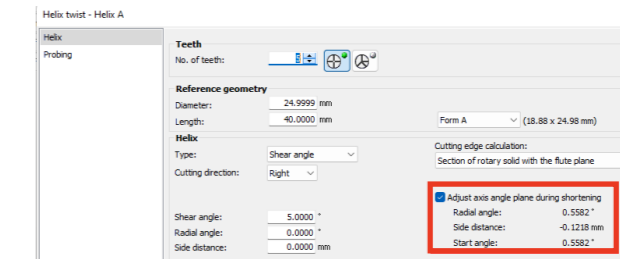 Helix twist - Helix A
Helix
Probing
Teeth
No. of teeth:
Reference geometry
Diameter: 24.9999 mm
Length: 40.0000 mm Form A (18.88 x 24.98 mm)
Helix
Cutting edge calculation:
Type: Shear angle Section of rotary solid with the flute plane
Cutting direction: Right
Adjust axis angle plane during shortening
Shear angle: 5.0000 ° Radial angle: 0.5582 °
Radial angle: 0.0000 ° Side distance: -0.1218 mm
Side distance: 0.0000 mm Start angle: 0.5582 °